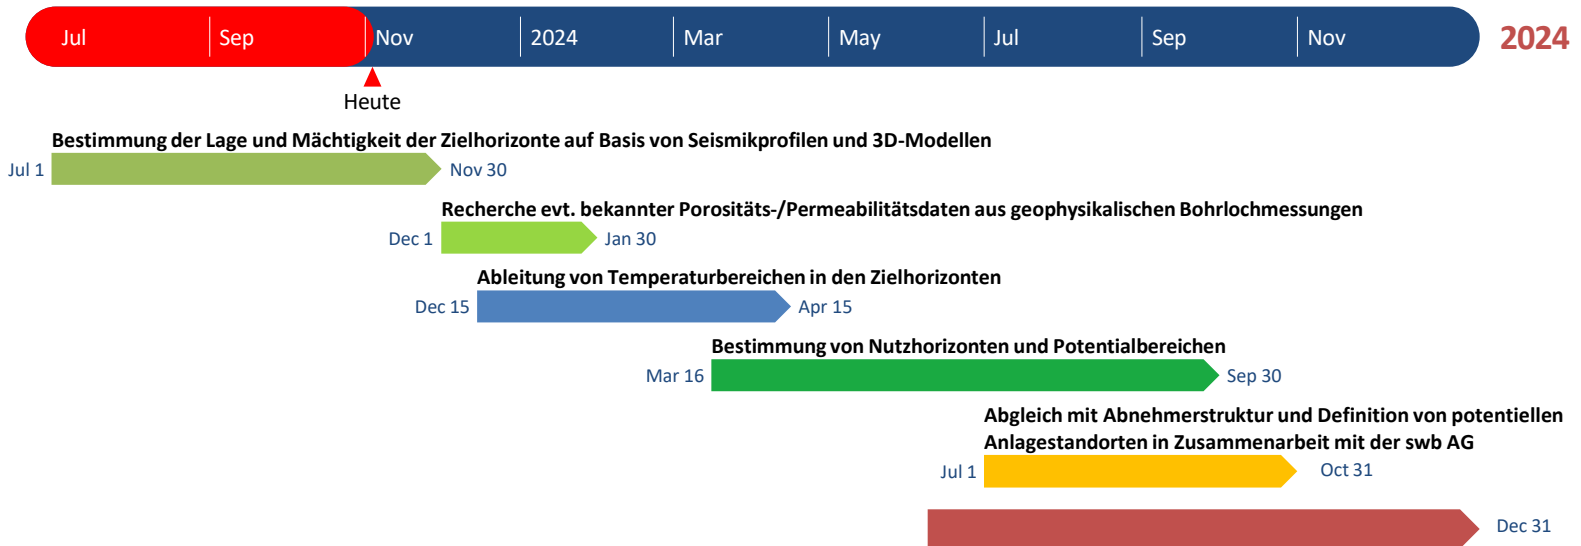 Jul Sep Nov 2024 Mar May Jul Sep Nov 2024
Heute
Bestimmung der Lage und Mächtigkeit der Zielhorizonte auf Basis von Seismikprofilen und 3D-Modellen
Jul 1 Nov 30
Recherche evt. bekannter Porositäts-/Permeabilitätsdaten aus geophysikalischen Bohrlochmessungen
Dec 1 Jan 30
Ableitung von Temperaturbereichen in den Zielhorizonten
Dec 15 Apr 15
Bestimmung von Nutzhorizonten und Potentialbereichen
Mar 16 Sep 30
Abgleich mit Abnehmerstruktur und Definition von potentiellen
Anlagestandorten in Zusammenarbeit mit der swb AG
Jul 1 Oct 31
Dec 31